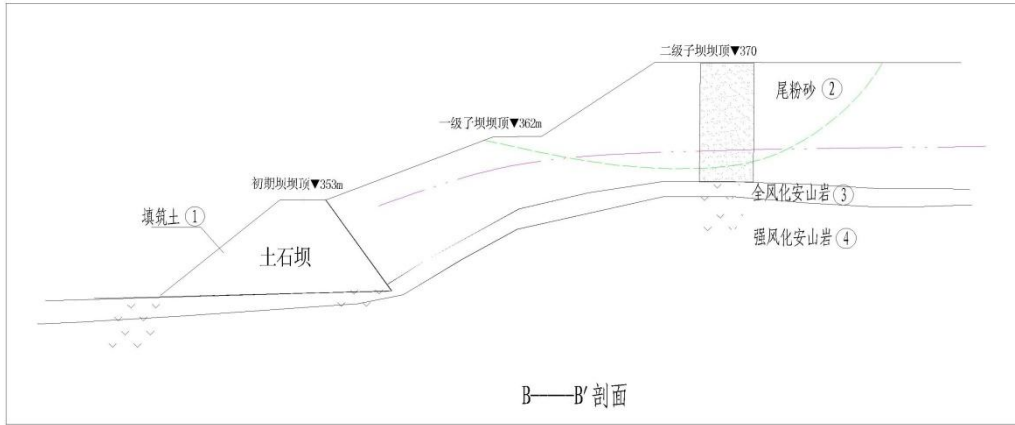 二级子坝坝顶▼370
尾粉砂②
一级子坝坝顶▼362m
初期坝坝顶▼353m
全风化安山岩③
填筑土①
强风化安山岩④
土石坝
B——B′剖面